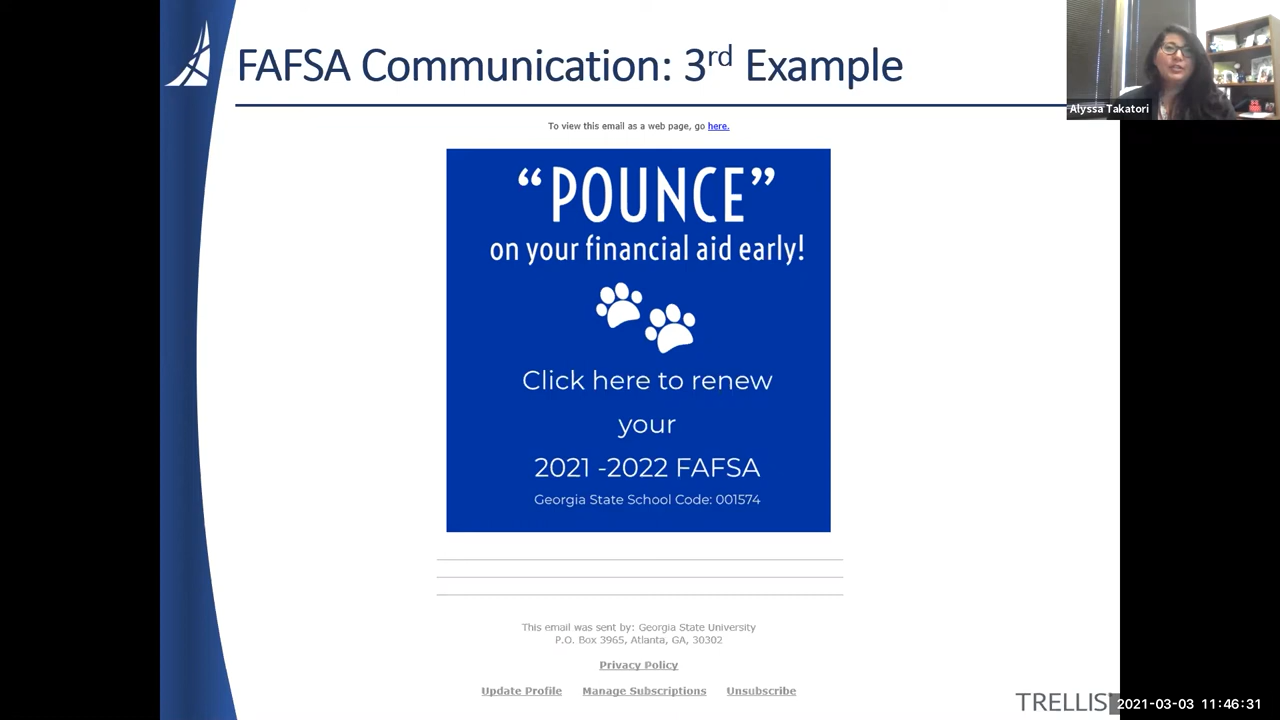 FAFSA Communication: 3rd Example
Alyssa Takatori
To view this email as a web page, go here.
“POUNCE”
on your financial aid early!
Click here to renew
your
2021 -2022 FAFSA
Georgia State School Code: 001574
This email was sent by: Georgia State University
P.O. Box 3965, Atlanta, GA, 30302
Privacy Policy
Update Profile Manage Subscriptions Unsubscribe
TRELLIS
2021-03-03 11:46:31